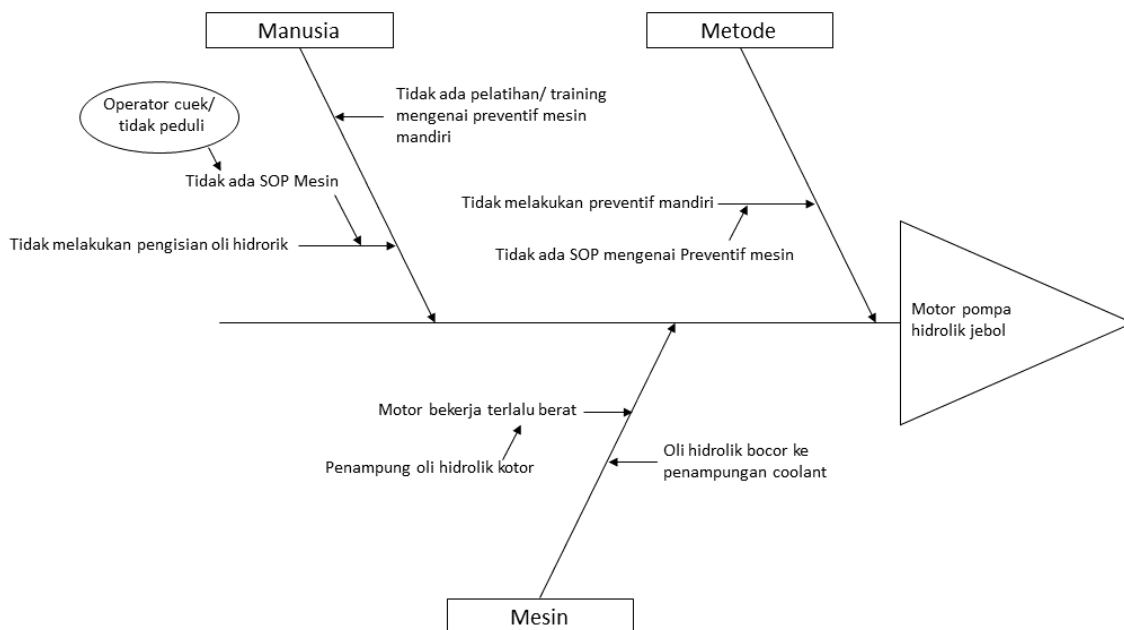 Manusia
Metode
Operator cuek/
tidak peduli
Tidak ada pelatihan/ training
mengenai preventif mesin
mandiri
Tidak ada SOP Mesin
Tidak melakukan pengisian oli hidrorik
Tidak melakukan preventif mandiri
Tidak ada SOP mengenai Preventif mesin
Motor pompa
hidrolik jebol
Motor bekerja terlalu berat
Penampung oli hidrolik kotor
Oli hidrolik bocor ke
penampungan coolant
Mesin